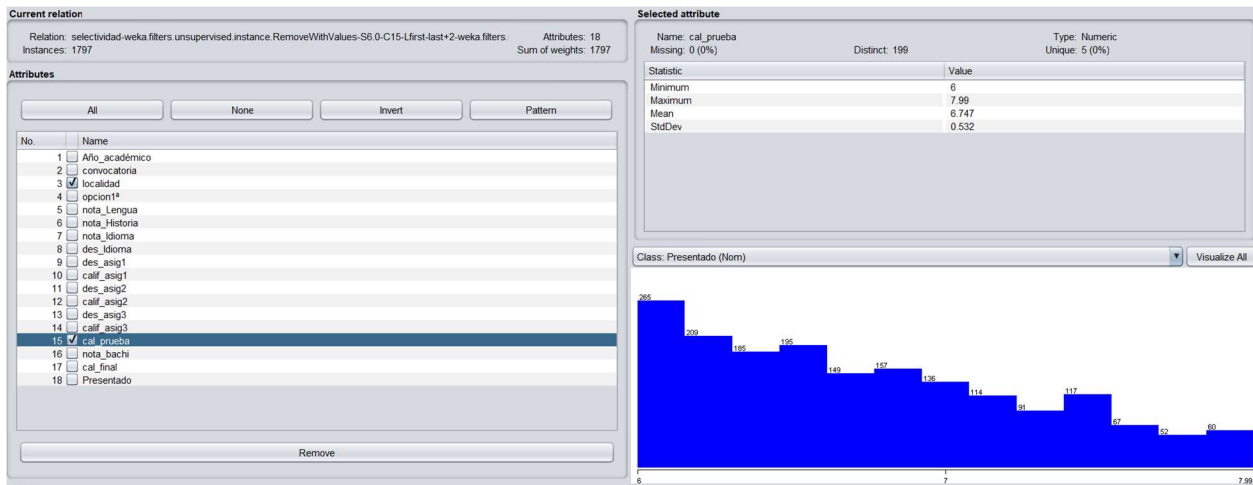 Current relation
Relation: selectividad-weka.filters.unsupervised.instance.RemoveWithValues-S6.0-C15-Lfirst-last+2-weka.filters. Attributes: 18
Instances: 1797 Sum of weights: 1797
Attributes
All None Invert Pattern
No. Name
1 Año_académico
2 convocatoria
3 localidad
4 opcion1ª
5 nota_Lengua
6 nota_Historia
7 nota_Idioma
8 des_Idioma
9 des_asig1
10 calif_asig1
11 des_asig2
12 calif_asig2
13 des_asig3
14 calif_asig3
15 cal_prueba
16 nota_bachi
17 cal_final
18 Presentado
Remove
Selected attribute
Name: cal_prueba Type: Numeric
Missing: 0 (0%) Distinct: 199 Unique: 5 (0%)
Statistic Value
Minimum 6
Maximum 7.99
Mean 6.747
StdDev 0.532
Class: Presentado (Nom) Visualize All
265
209
185
195
149
157
136
114
91
117
67
52
60
6 7 7.99